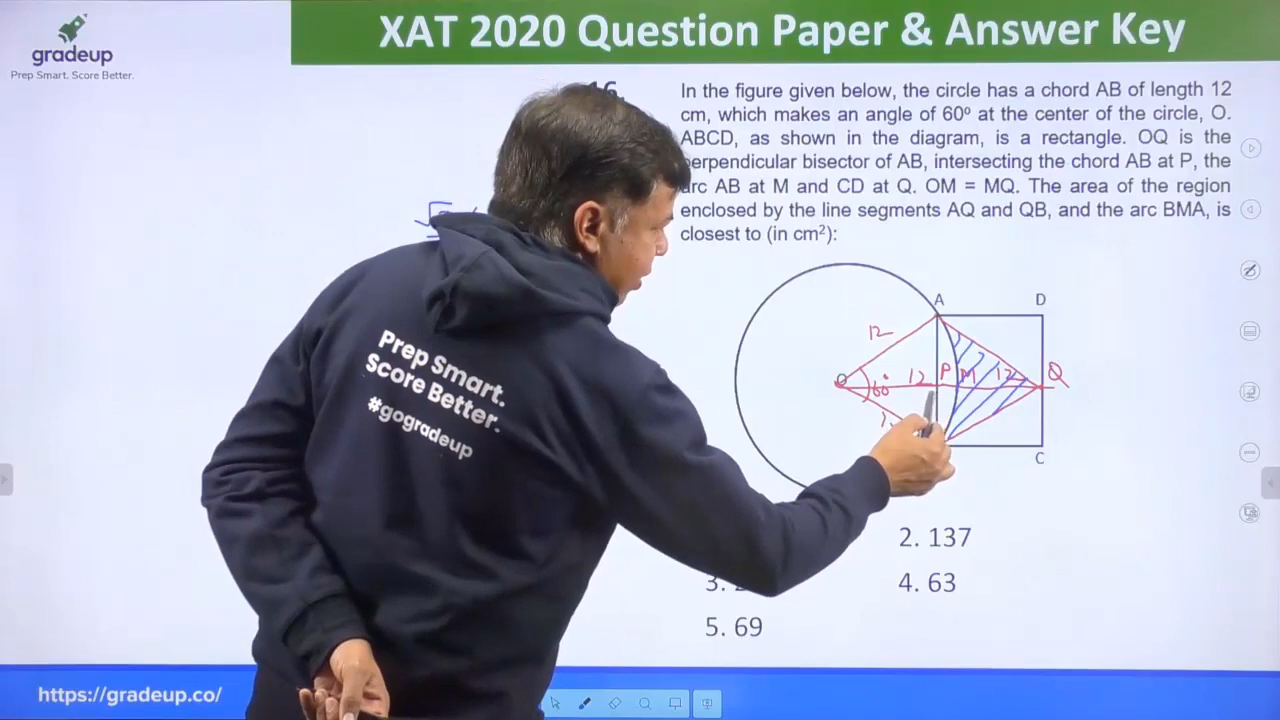 gradeup
Prep Smart. Score Better.
XAT 2020 Question Paper & Answer Key
In the figure given below, the circle has a chord AB of length 12
cm, which makes an angle of 60º at the center of the circle, O.
ABCD, as shown in the diagram, is a rectangle. OQ is the
perpendicular bisector of AB, intersecting the chord AB at P, the
arc AB at M and CD at Q. OM = MQ. The area of the region
enclosed by the line segments AQ and QB, and the arc BMA, is
closest to (in cm²):
A D
12
O 60° 12 P M 12 Q
C
2. 137
3. 4. 63
5. 69
Prep Smart.
Score Better.
#gogradeup
https://gradeup.co/